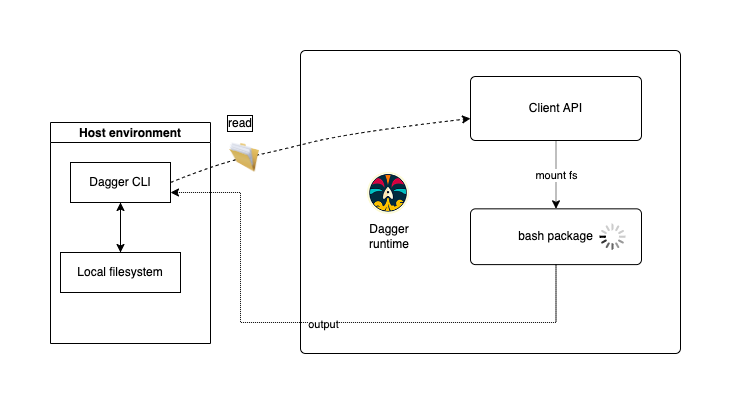 read
Client API
Host environment
Dagger CLI
mount fs
Dagger
runtime
bash package
Local filesystem
output